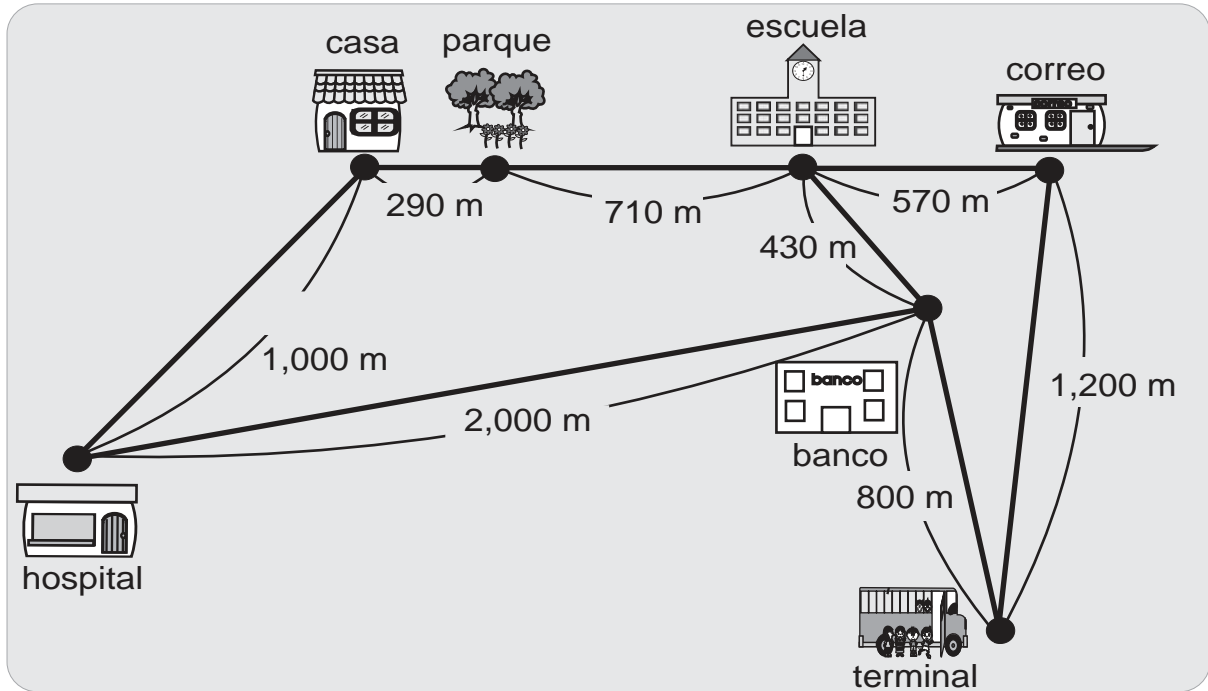 casa
parque
escuela
correo
CORREO
290 m
710 m
570 m
430 m
1,000 m
2,000 m
banco
banco
1,200 m
800 m
hospital
terminal